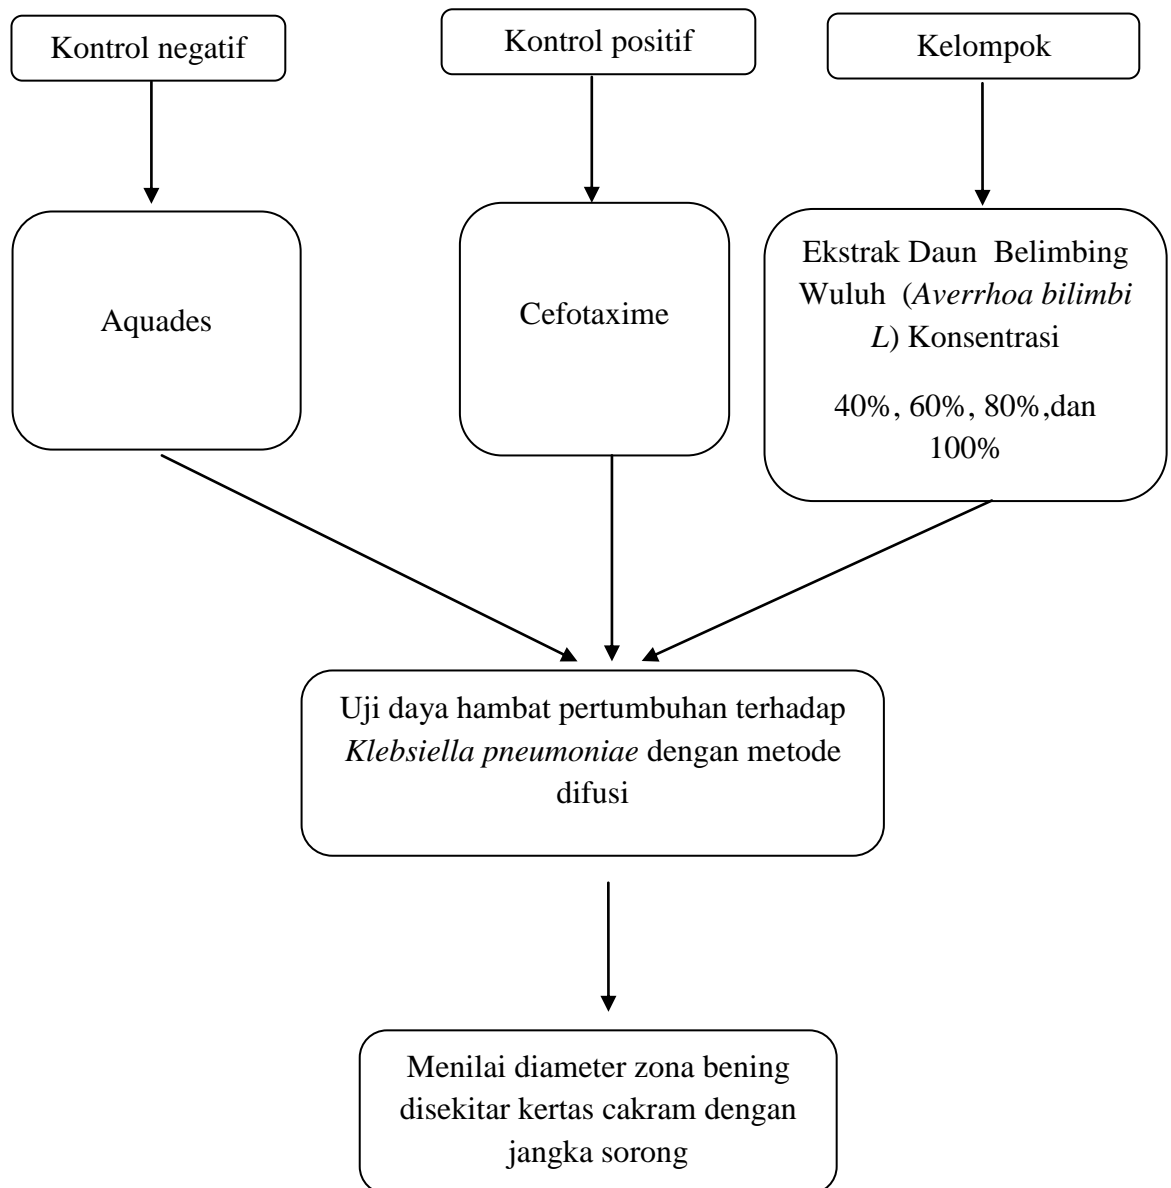 Kontrol negatif
Kontrol positif
Kelompok
Aquades
Cefotaxime
Ekstrak Daun  Belimbing
Wuluh  (Averrhoa bilimbi
L) Konsentrasi
40%, 60%, 80%,dan
100%
Uji daya hambat pertumbuhan terhadap
Klebsiella pneumoniae dengan metode
difusi
Menilai diameter zona bening
disekitar kertas cakram dengan
jangka sorong